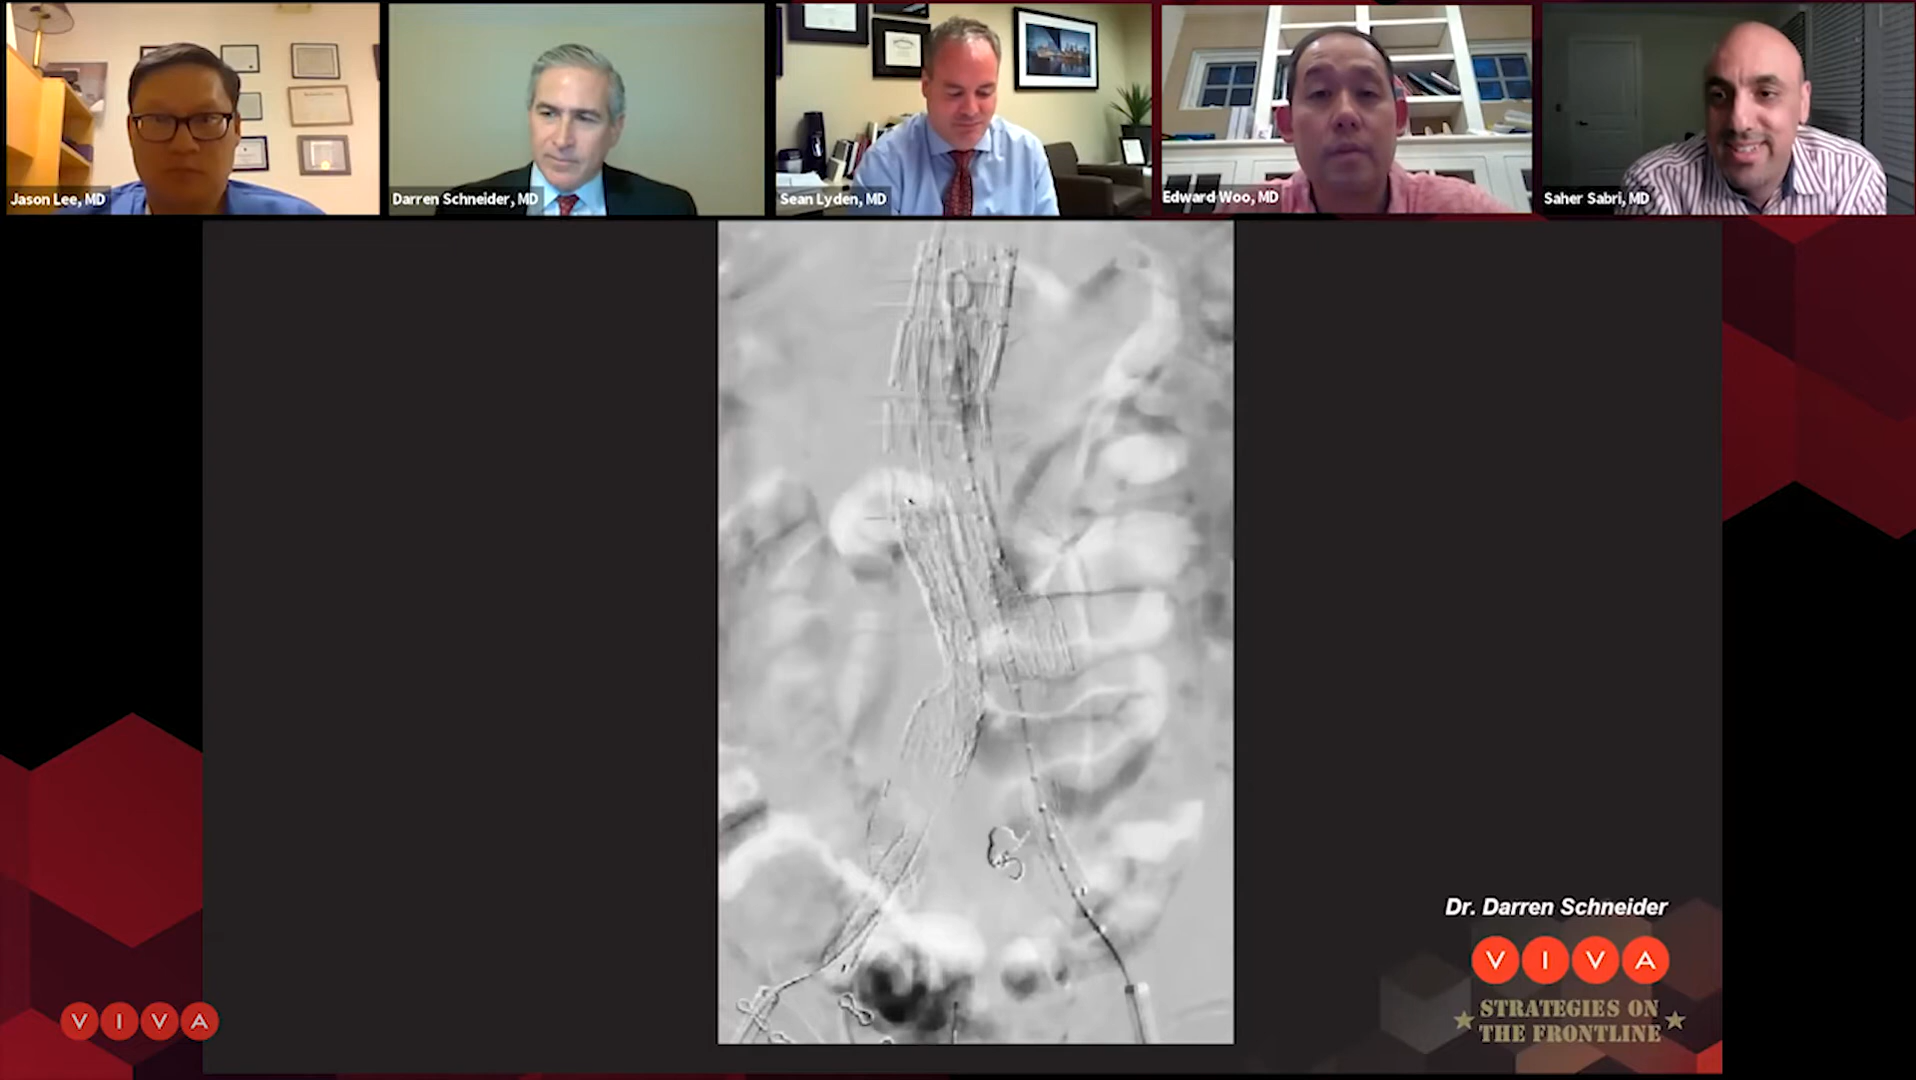 Jason Lee, MD
Darren Schneider, MD
Sean Lyden, MD
Edward Woo, MD
Saher Sabri, MD
Dr. Darren Schneider
VIVA
STRATEGIES ON
THE FRONTLINE
VIVA